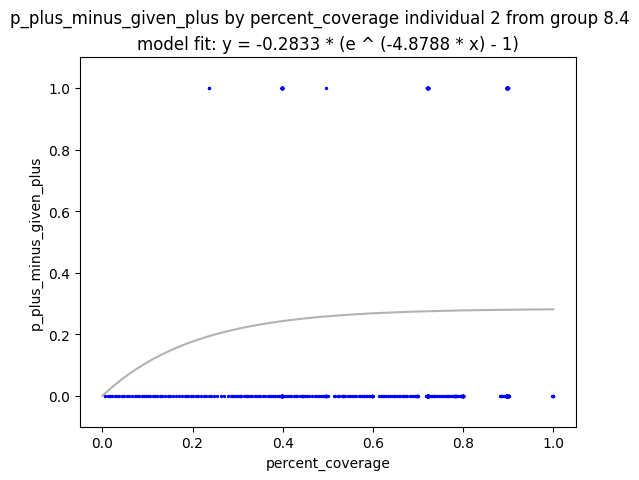 p_plus_minus_given_plus by percent_coverage individual 2 from group 8.4
model fit: y = -0.2833 * (e ^ (-4.8788 * x) - 1)
1.0
0.8
0.6
0.4
0.2
0.0
p_plus_minus_given_plus
0.0 0.2 0.4 0.6 0.8 1.0
percent_coverage